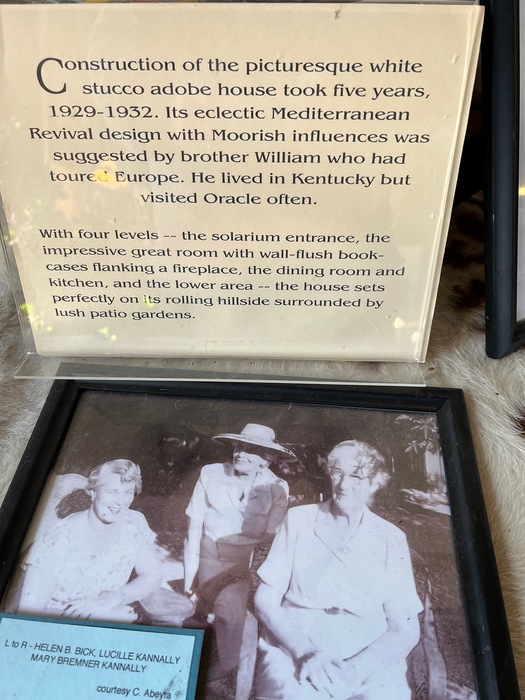 Construction of the picturesque white
stucco adobe house took five years,
1929-1932. Its eclectic Mediterranean
Revival design with Moorish influences was
suggested by brother William who had
toured Europe. He lived in Kentucky but
visited Oracle often.
With four levels -- the solarium entrance, the
impressive great room with wall-flush book-
cases flanking a fireplace, the dining room and
kitchen, and the lower area -- the house sets
perfectly on its rolling hillside surrounded by
lush patio gardens.
L to R - HELEN B. BICK, LUCILLE KANNALLY
MARY BREMNER KANNALLY
courtesy C. Abeyta